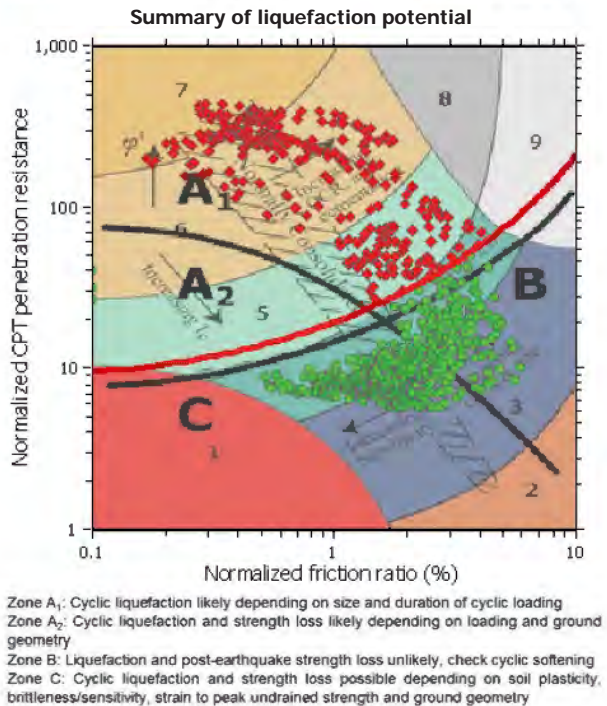 Summary of liquefaction potential
1,000
7
8
9
φ'
100
A1
6
A2
Increasing
B
5
10
C
1
3
2
1
0.1
1
10
Normalized CPT penetration resistance
Normalized friction ratio (%)
Zone A1: Cyclic liquefaction likely depending on size and duration of cyclic loading
Zone A2: Cyclic liquefaction and strength loss likely depending on loading and ground
geometry
Zone B: Liquefaction and post-earthquake strength loss unlikely, check cyclic softening
Zone C: Cyclic liquefaction and strength loss possible depending on soil plasticity,
brittleness/sensitivity, strain to peak undrained strength and ground geometry